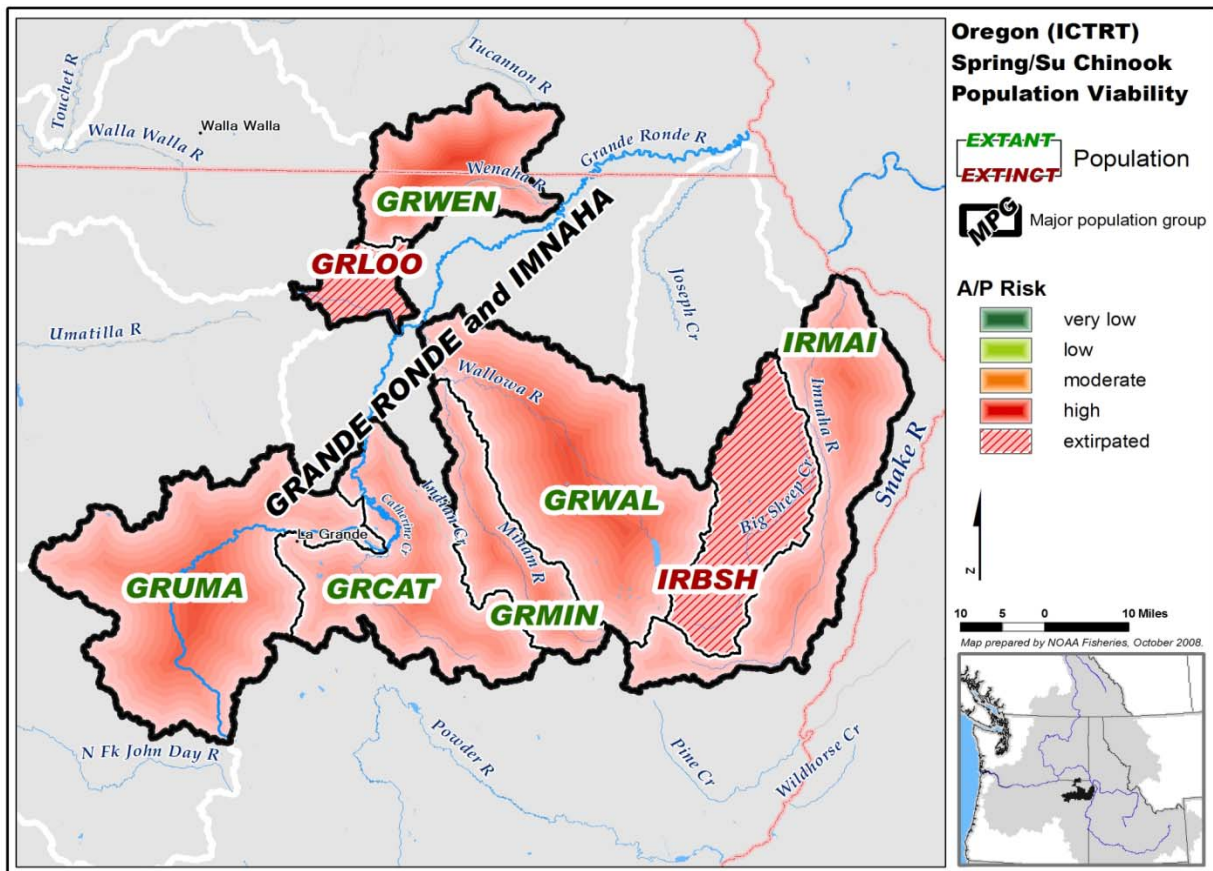 Touchet R
Walla Walla R
Walla Walla
Tucannon R
Grande Ronde R
Wenaha R
GRWEN
GRLOO
GRANDE RONDE and IMNAHA
Umatilla R
Joseph Cr
IRMAI
Imnaha R
Wallowa R
Snake R
GRWAL
Big Sheep Cr
Catherine Cr
Indian Cr
Minam R
La Grande
GRUMA
GRCAT
GRMIN
IRBSH
N Fk John Day R
Powder R
Pine Cr
Wildhorse Cr
Oregon (ICTRT)
Spring/Su Chinook
Population Viability
EXTANT
EXTINCT
Population
MPG
Major population group
A/P Risk
very low
low
moderate
high
extirpated
N
10 5 0 10 Miles
Map prepared by NOAA Fisheries, October 2008.